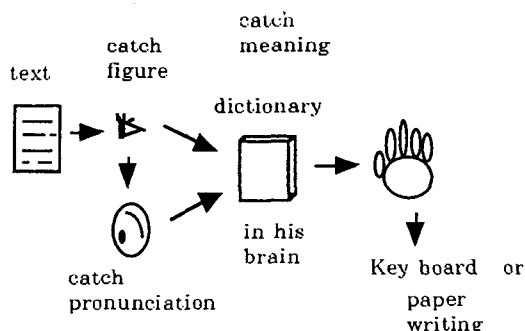 text
catch
figure
catch
meaning
dictionary
in his
brain
catch
pronunciation
Key board or
paper
writing